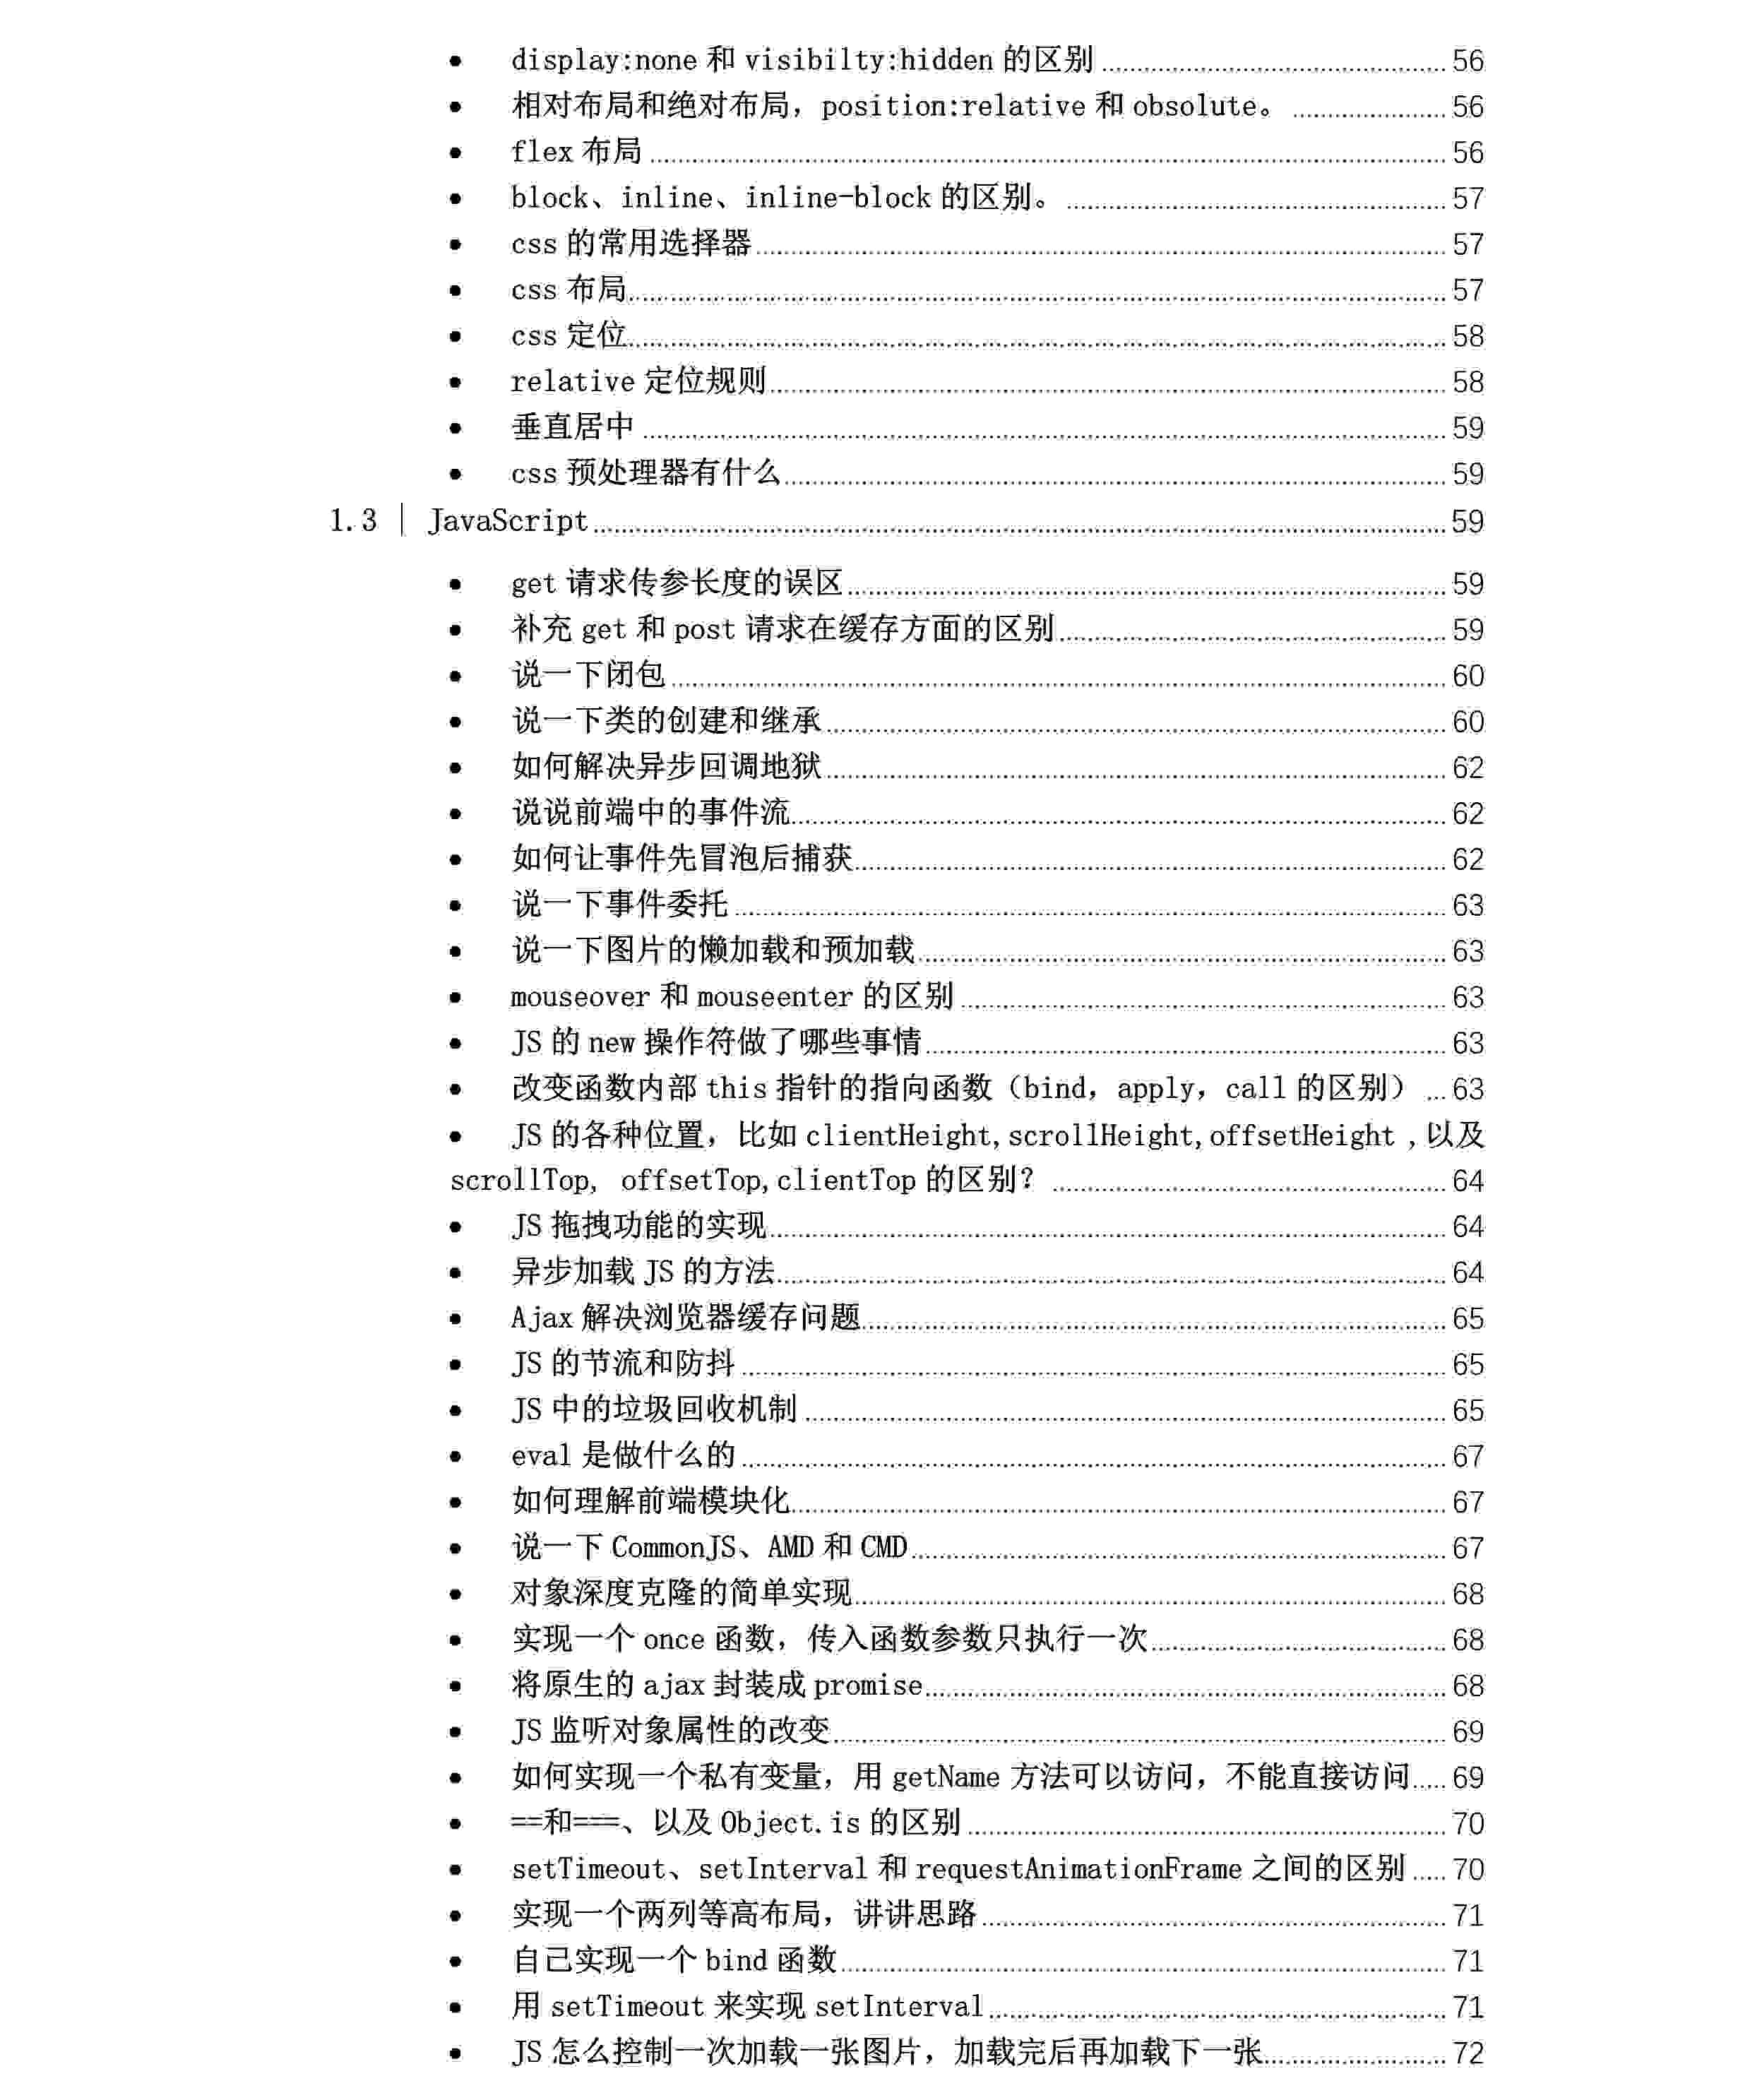 • display:none 和 visibilty:hidden 的区别 56
• 相对布局和绝对布局，position:relative 和 obsolute。 56
• flex 布局 56
• block、inline、inline-block 的区别。 57
• css 的常用选择器 57
• css 布局 57
• css 定位 58
• relative 定位规则 58
• 垂直居中 59
• css 预处理器有什么 59
1.3 | JavaScript 59
• get 请求传参长度的误区 59
• 补充 get 和 post 请求在缓存方面的区别 59
• 说一下闭包 60
• 说一下类的创建和继承 60
• 如何解决异步回调地狱 62
• 说说前端中的事件流 62
• 如何让事件先冒泡后捕获 62
• 说一下事件委托 63
• 说一下图片的懒加载和预加载 63
• mouseover 和 mouseenter 的区别 63
• JS 的 new 操作符做了哪些事情 63
• 改变函数内部 this 指针的指向函数（bind，apply，call 的区别） 63
• JS 的各种位置，比如 clientHeight,scrollHeight,offsetHeight ,以及
scrollTop, offsetTop,clientTop 的区别？ 64
• JS 拖拽功能的实现 64
• 异步加载 JS 的方法 64
• Ajax 解决浏览器缓存问题 65
• JS 的节流和防抖 65
• JS 中的垃圾回收机制 65
• eval 是做什么的 67
• 如何理解前端模块化 67
• 说一下 CommonJS、AMD 和 CMD 67
• 对象深度克隆的简单实现 68
• 实现一个 once 函数，传入函数参数只执行一次 68
• 将原生的 ajax 封装成 promise 68
• JS 监听对象属性的改变 69
• 如何实现一个私有变量，用 getName 方法可以访问，不能直接访问 69
• ==和===、以及 Object.is 的区别 70
• setTimeout、setInterval 和 requestAnimationFrame 之间的区别 70
• 实现一个两列等高布局，讲讲思路 71
• 自己实现一个 bind 函数 71
• 用 setTimeout 来实现 setInterval 71
• JS 怎么控制一次加载一张图片，加载完后再加载下一张 72